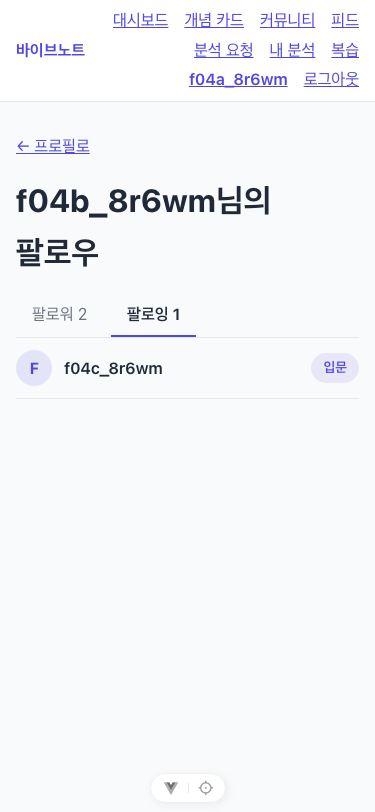 대시보드 개념 카드 커뮤니티 피드
바이브노트 분석 요청 내 분석 복습
f04a_8r6wm 로그아웃
← 프로필로
f04b_8r6wm님의
팔로우
팔로워 2 팔로잉 1
F f04c_8r6wm 입문